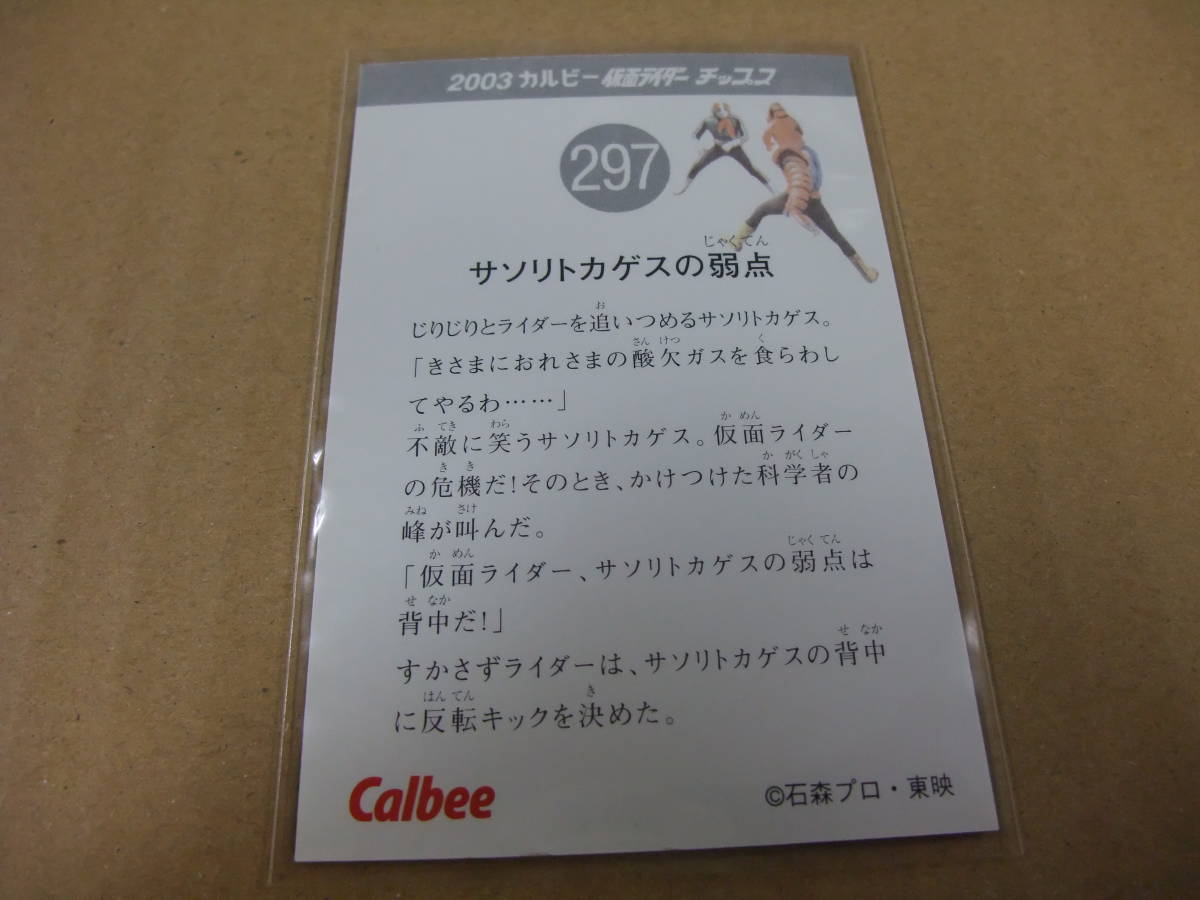 2003 カルビー 仮面ライダー チップス
297
じゃくてん
サソリトカゲスの弱点
お
じりじりとライダーを追いつめるサソリトカゲス。
さん けつ く
「きさまにおれさまの酸欠ガスを食らわし
てやるわ……」
ふ てき わら か めん
不敵に笑うサソリトカゲス。仮面ライダー
き き か がく しゃ
の危機だ!そのとき、かけつけた科学者の
みね さけ
峰が叫んだ。
か めん じゃく てん
「仮面ライダー、サソリトカゲスの弱点は
せ なか
背中だ!」
せ なか
すかさずライダーは、サソリトカゲスの背中
はん てん き
に反転キックを決めた。
Calbee
©石森プロ・東映